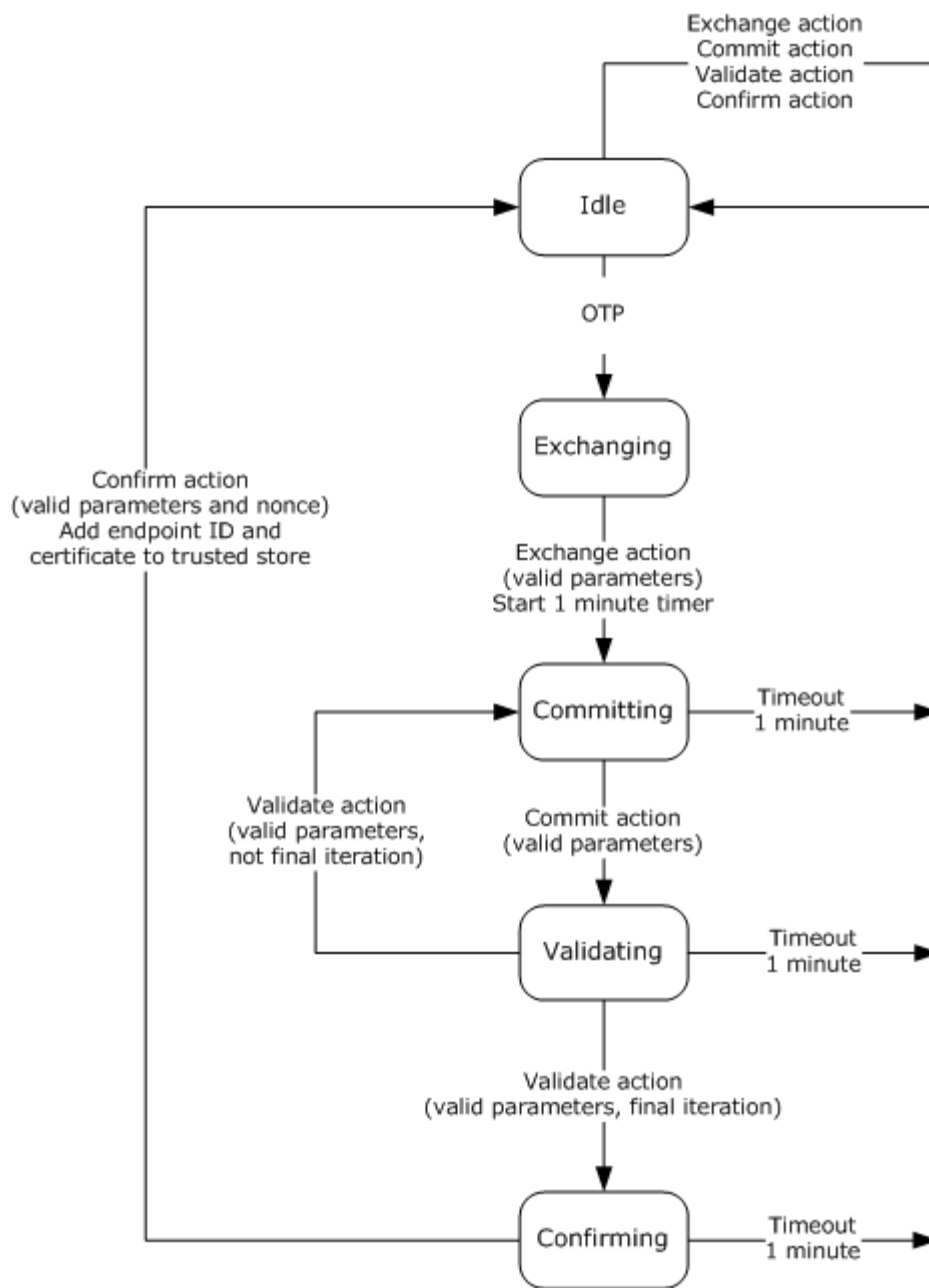 Exchange action
Commit action
Validate action
Confirm action
Idle
OTP
Exchanging
Confirm action
(valid parameters and nonce)
Add endpoint ID and
certificate to trusted store
Exchange action
(valid parameters)
Start 1 minute timer
Committing
Timeout
1 minute
Validate action
(valid parameters,
not final iteration)
Commit action
(valid parameters)
Validating
Timeout
1 minute
Validate action
(valid parameters, final iteration)
Confirming
Timeout
1 minute